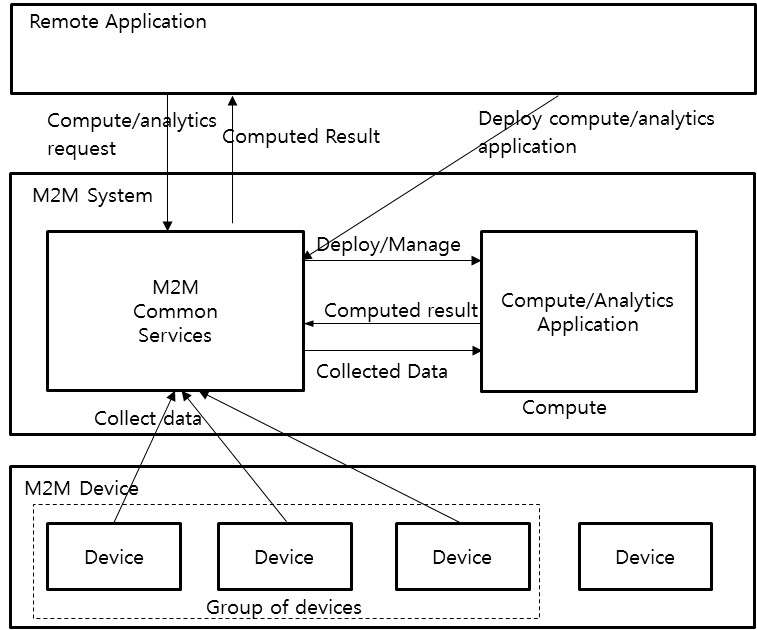 Remote Application
Compute/analytics
request
Computed Result
Deploy compute/analytics
application
M2M System
M2M
Common
Services
Deploy/Manage
Computed result
Collected Data
Compute/Analytics
Application
Compute
Collect data
M2M Device
Device
Device
Device
Device
Group of devices